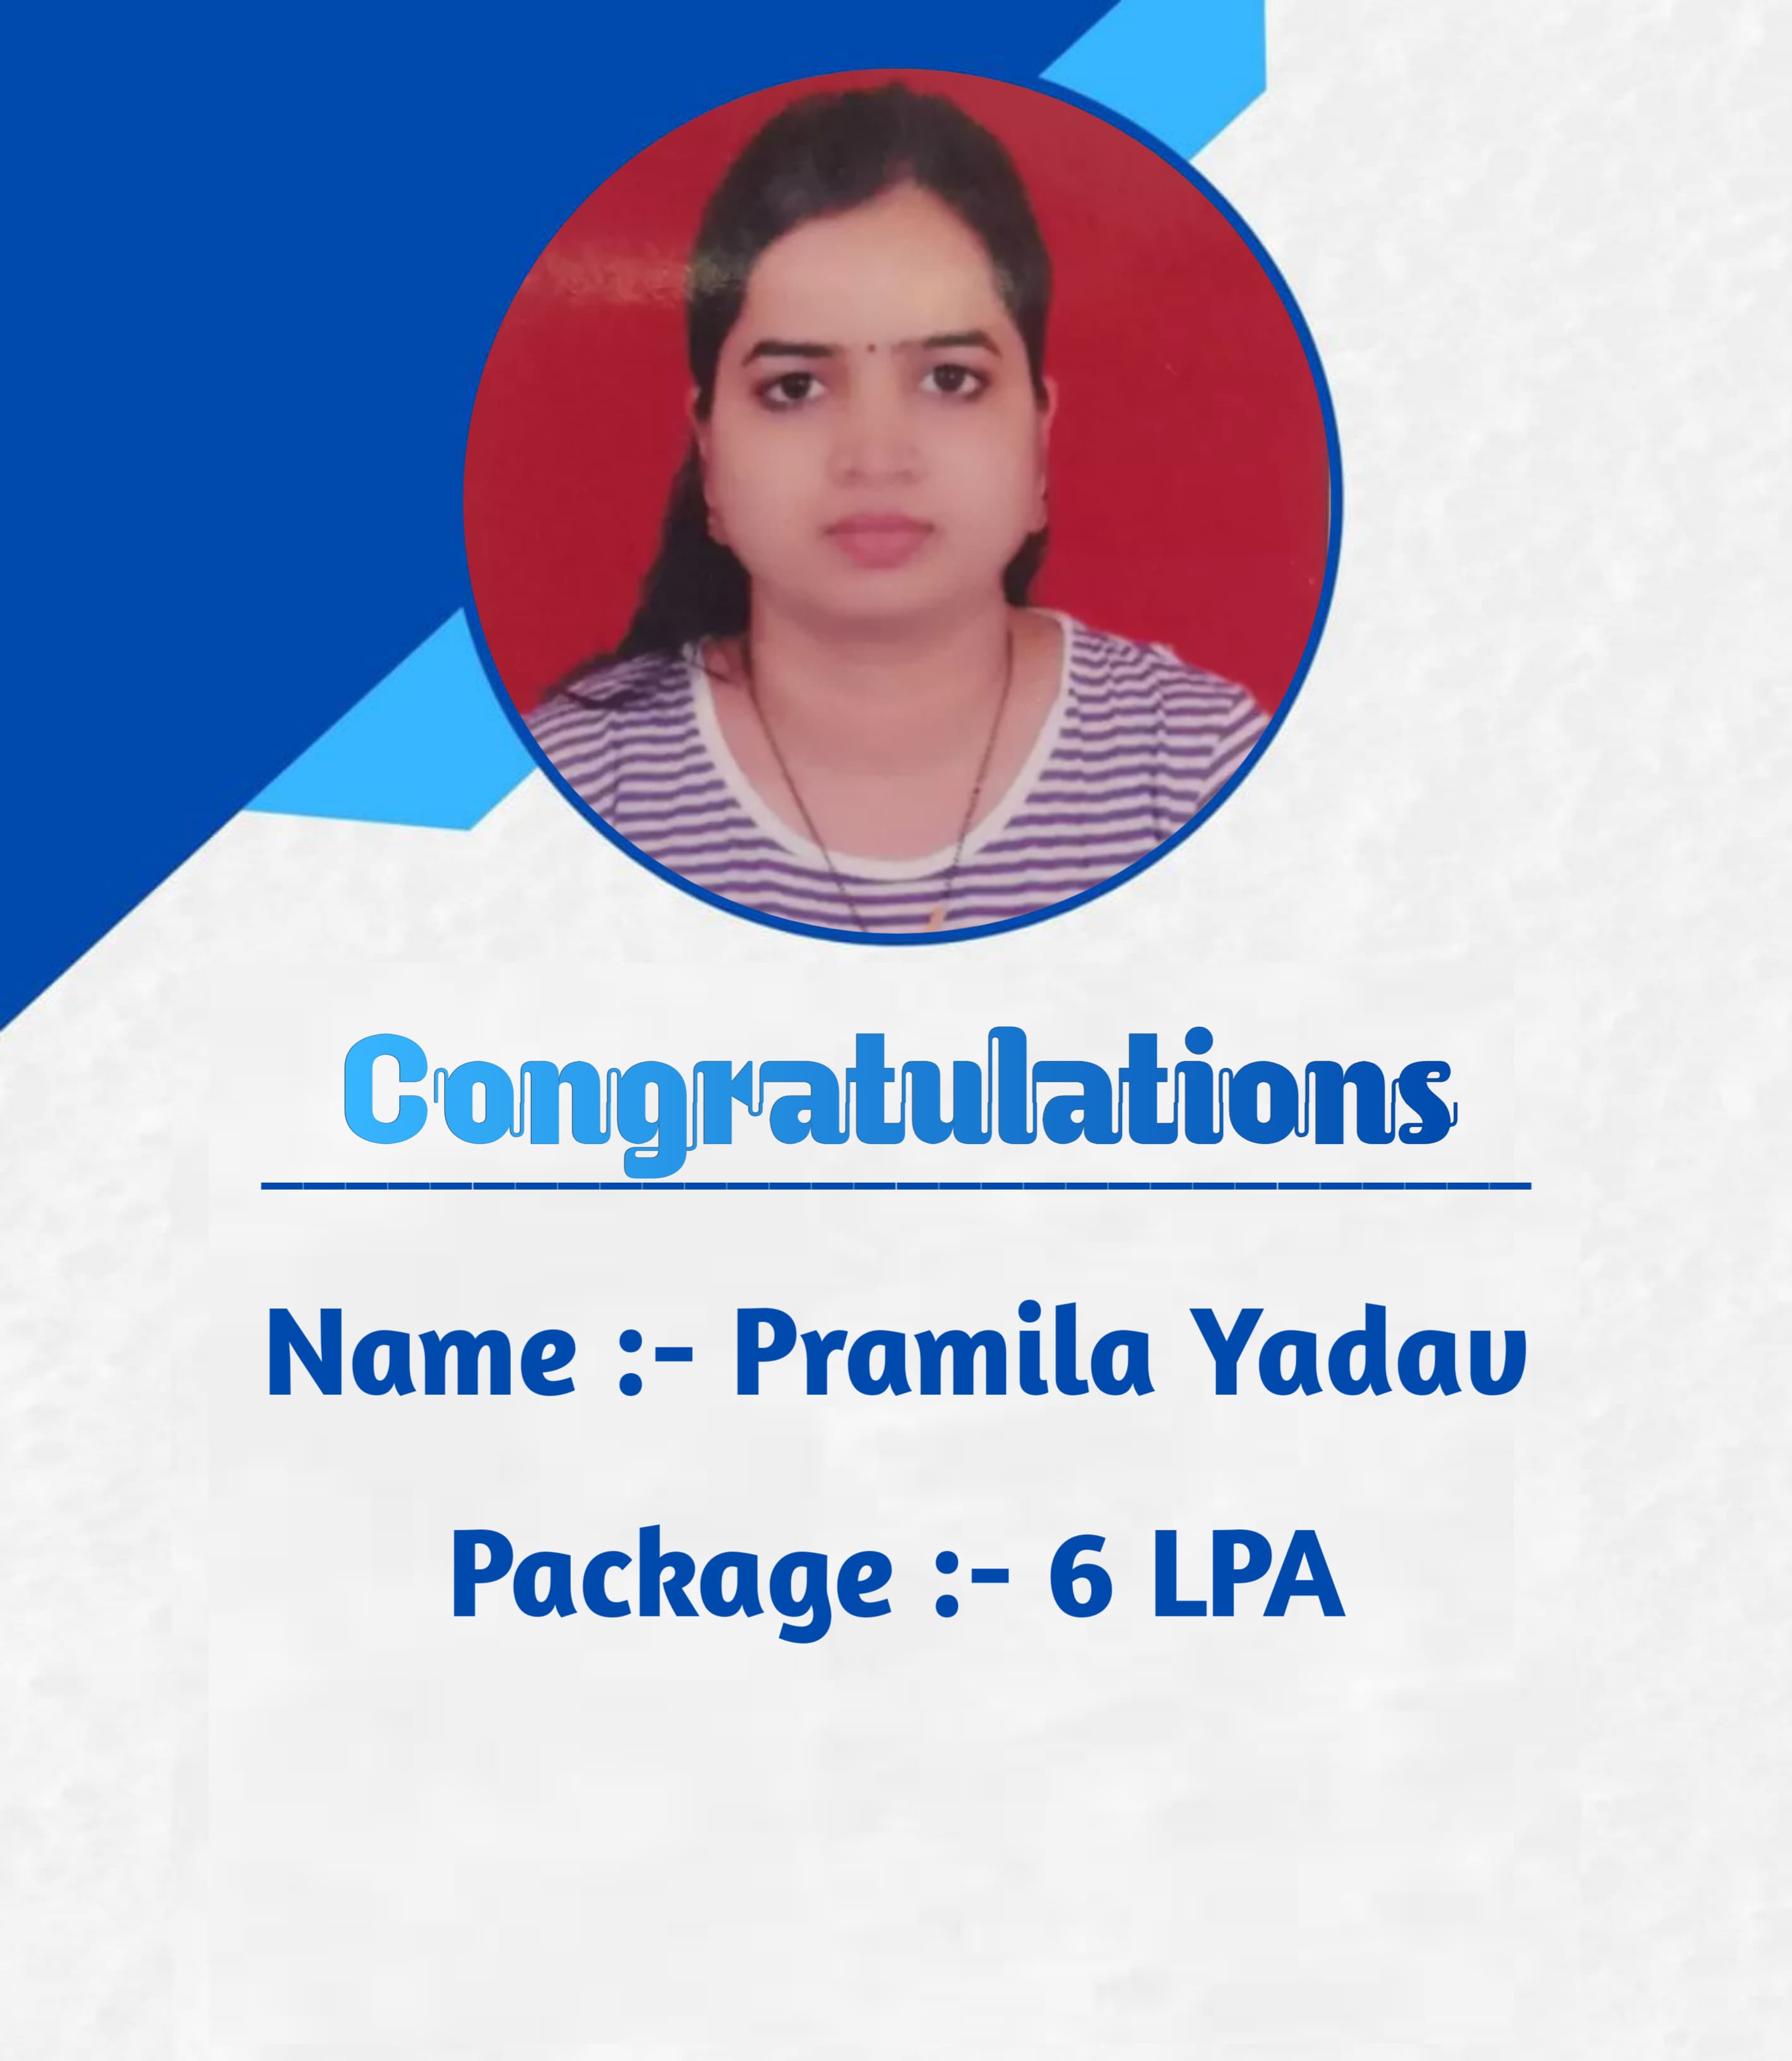 Congratulations
Name :- Pramila Yadav
Package :- 6 LPA